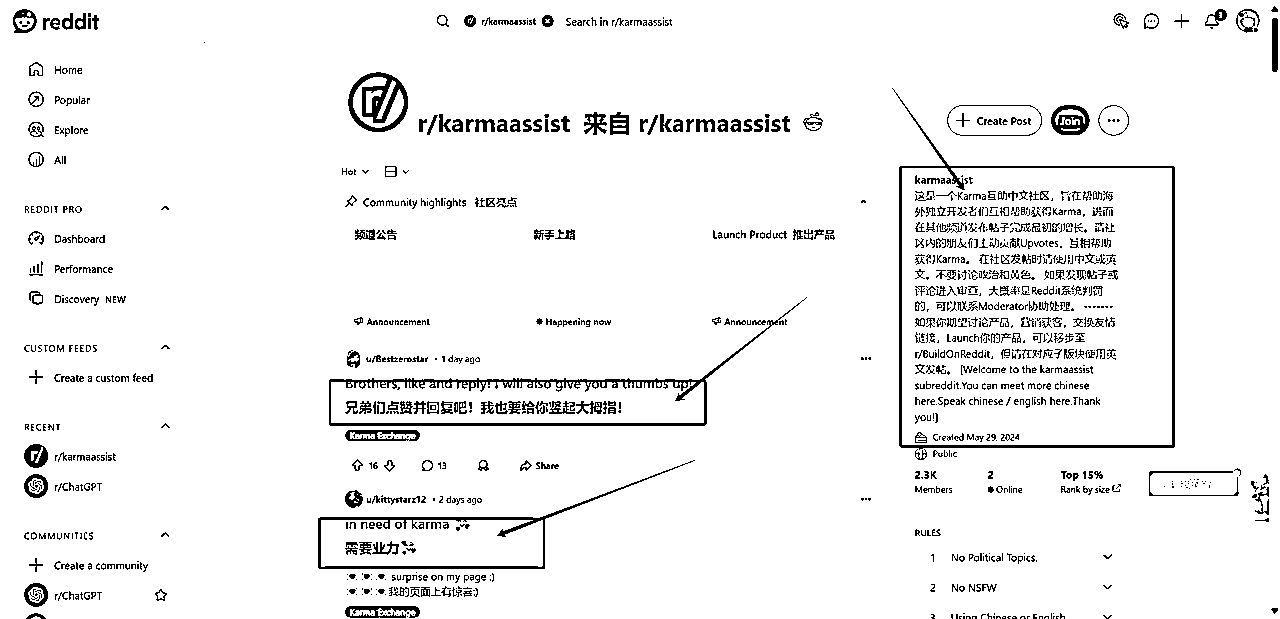 reddit
r/karmaassist
Search in r/karmaassist
3
Home
Popular
Explore
All
REDDIT PRO
Dashboard
Performance
Discovery NEW
CUSTOM FEEDS
Create a custom feed
RECENT
r/karmaassist
r/ChatGPT
COMMUNITIES
Create a community
r/ChatGPT
r/karmaassist 来自 r/karmaassist
Create Post
Join
Hot
Community highlights 社区亮点
频道公告
新手上路
Launch Product 推出产品
Announcement
Happening now
Announcement
u/Bestzerostar • 1 day ago
Brothers, like and reply! I will also give you a thumbs up!
兄弟们点赞并回复吧！我也要给你竖起大拇指！
Karma Exchange
16
13
Share
u/kittystarz12 • 2 days ago
in need of karma
需要业力
surprise on my page :)
我的页面上有惊喜:)
Karma Exchange
karmaassist
这是一个Karma互助中文社区，旨在帮助海
外独立开发者们互相帮助获得Karma，进而
在其他频道发布帖子完成最初的增长。请社
区内的朋友们主动贡献Upvotes，互相帮助
获得Karma。 在社区发帖时请使用中文或英
文。不要讨论政治和黄色。 如果发现帖子或
评论进入审查，大概率是Reddit系统判罚
的，可以联系Moderator协助处理。 -------
如果你期望讨论产品，营销获客，交换友情
链接，Launch你的产品，可以移步至
r/BuildOnReddit，但请在对应子版块使用英
文发帖。 [Welcome to the karmaassist
subreddit.You can meet more chinese
here.Speak chinese / english here.Thank
you!]
Created May 29, 2024
Public
2.3K
Members
2
Online
Top 15%
Rank by size
RULES
1 No Political Topics.
2 No NSFW
3 Using Chinese or English